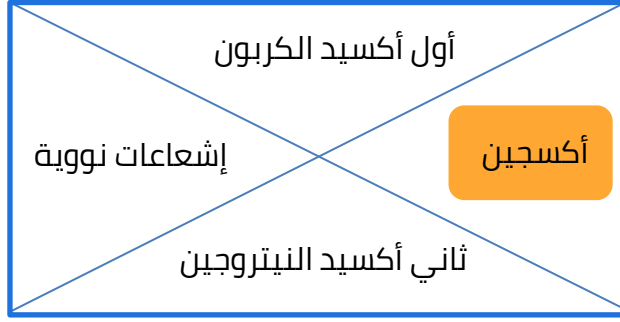 أول أكسيد الكربون
أكسجين
إشعاعات نووية
ثاني أكسيد النيتروجين